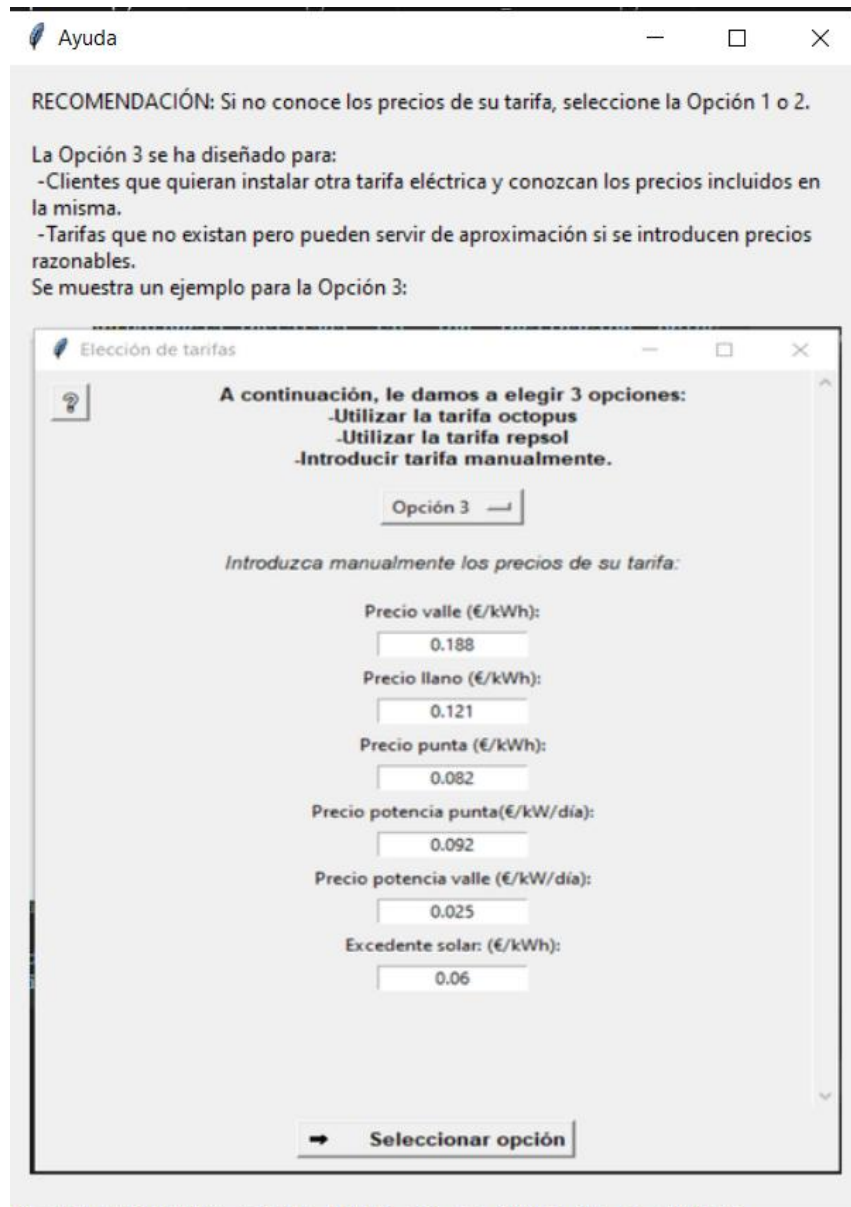 Ayuda
RECOMENDACIÓN: Si no conoce los precios de su tarifa, seleccione la Opción 1 o 2.
La Opción 3 se ha diseñado para:
-Clientes que quieran instalar otra tarifa eléctrica y conozcan los precios incluidos en
la misma.
-Tarifas que no existan pero pueden servir de aproximación si se introducen precios
razonables.
Se muestra un ejemplo para la Opción 3:
Elección de tarifas
?
A continuación, le damos a elegir 3 opciones:
-Utilizar la tarifa octopus
-Utilizar la tarifa repsol
-Introducir tarifa manualmente.
Opción 3
Introduzca manualmente los precios de su tarifa:
Precio valle (€/kWh):
0.188
Precio llano (€/kWh):
0.121
Precio punta (€/kWh):
0.082
Precio potencia punta(€/kW/día):
0.092
Precio potencia valle (€/kW/día):
0.025
Excedente solar: (€/kWh):
0.06
Seleccionar opción